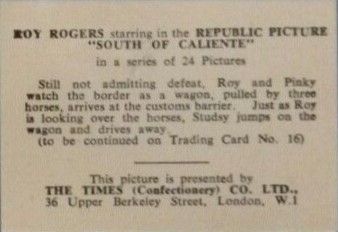 ROY ROGERS starring in the REPUBLIC PICTURE
"SOUTH OF CALIENTE"
in a series of 24 Pictures
Still not admitting defeat, Roy and Pinky
watch the border as a wagon, pulled by three
horses, arrives at the customs barrier. Just as Roy
is looking over the horses, Studsy jumps on the
wagon and drives away.
(to be continued on Trading Card No. 16)
This picture is presented by
THE TIMES (Confectionery) CO. LTD.,
36 Upper Berkeley Street, London, W.1